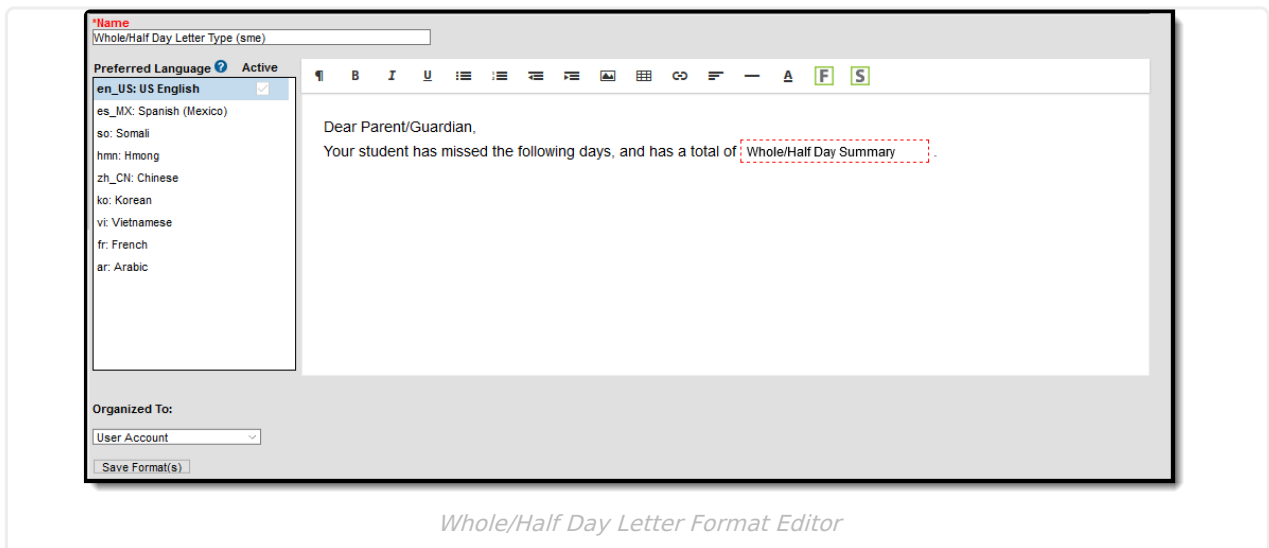 *Name
Whole/Half Day Letter Type (sme)
Preferred Language ? Active
en_US: US English
es_MX: Spanish (Mexico)
so: Somali
hmn: Hmong
zh_CN: Chinese
ko: Korean
vi: Vietnamese
fr: French
ar: Arabic
¶ B I U A F S
Dear Parent/Guardian,
Your student has missed the following days, and has a total of Whole/Half Day Summary .
Organized To:
User Account
Save Format(s)
Whole/Half Day Letter Format Editor